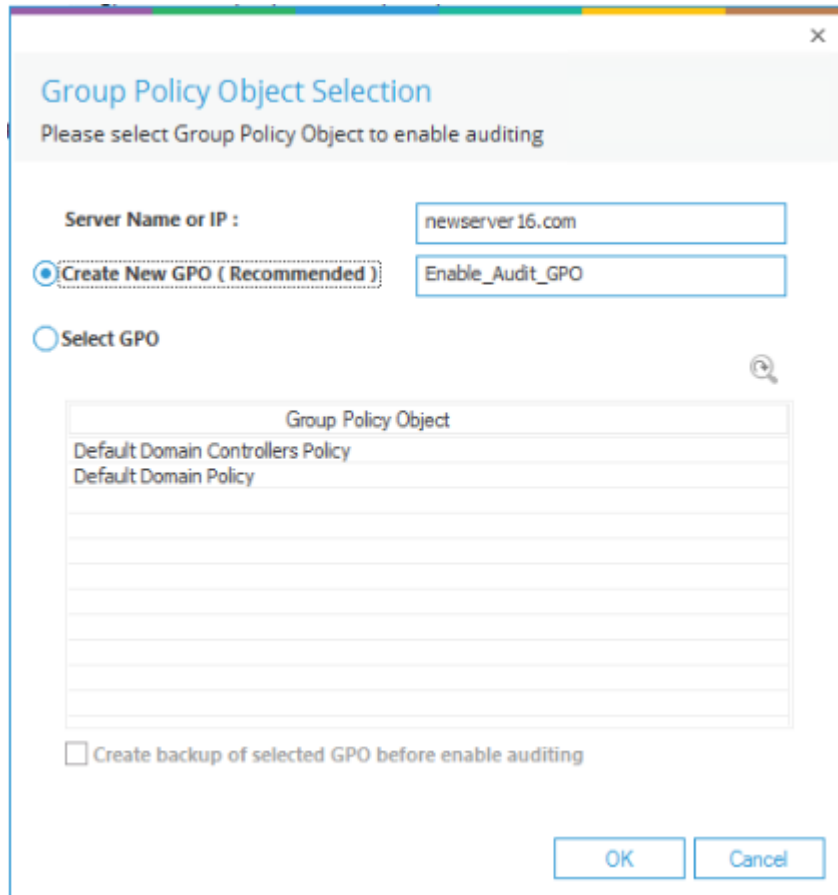 Group Policy Object Selection
Please select Group Policy Object to enable auditing
Server Name or IP : newserver16.com
Create New GPO ( Recommended ) Enable_Audit_GPO
Select GPO
Group Policy Object
Default Domain Controllers Policy
Default Domain Policy
Create backup of selected GPO before enable auditing
OK Cancel